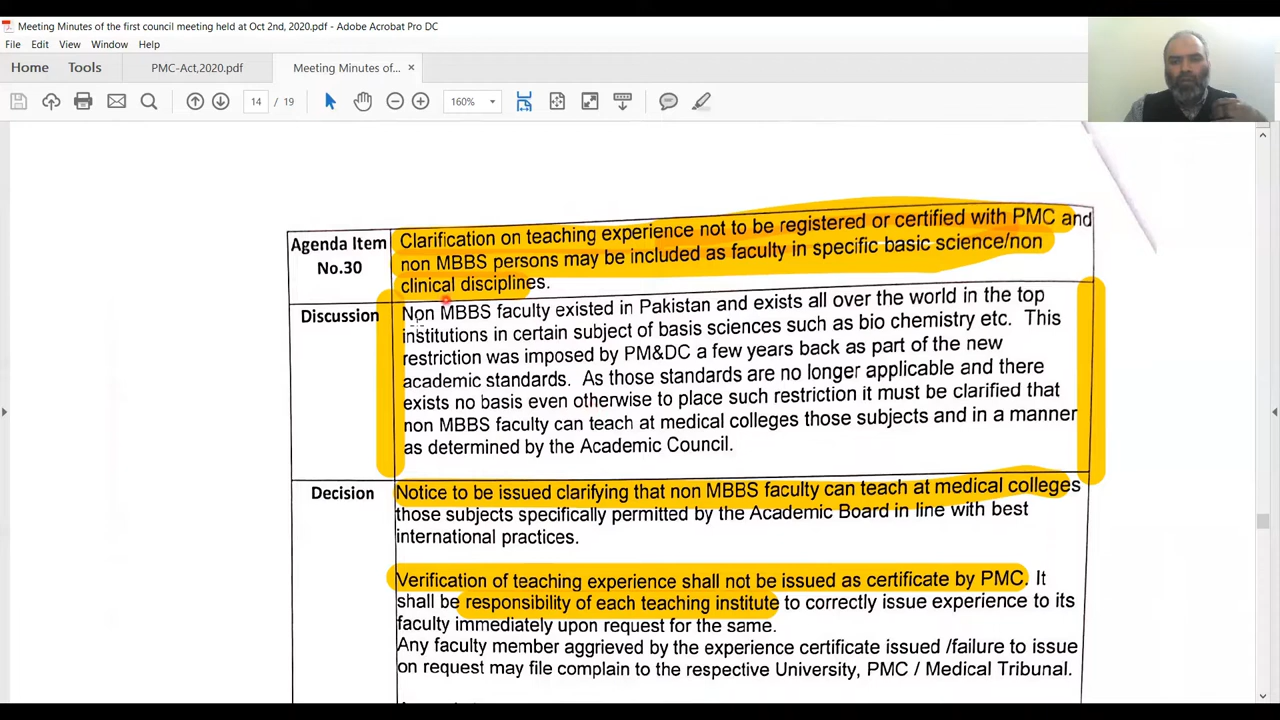 Meeting Minutes of the first council meeting held at Oct 2nd, 2020.pdf - Adobe Acrobat Pro DC
File Edit View Window Help
Home Tools PMC-Act,2020.pdf Meeting Minutes of... ×
14 / 19 160%
Agenda Item No.30
Clarification on teaching experience not to be registered or certified with PMC and
non MBBS persons may be included as faculty in specific basic science/non
clinical disciplines.
Discussion
Non MBBS faculty existed in Pakistan and exists all over the world in the top
institutions in certain subject of basis sciences such as bio chemistry etc. This
restriction was imposed by PM&DC a few years back as part of the new
academic standards. As those standards are no longer applicable and there
exists no basis even otherwise to place such restriction it must be clarified that
non MBBS faculty can teach at medical colleges those subjects and in a manner
as determined by the Academic Council.
Decision
Notice to be issued clarifying that non MBBS faculty can teach at medical colleges
those subjects specifically permitted by the Academic Board in line with best
international practices.
Verification of teaching experience shall not be issued as certificate by PMC. It
shall be responsibility of each teaching institute to correctly issue experience to its
faculty immediately upon request for the same.
Any faculty member aggrieved by the experience certificate issued /failure to issue
on request may file complain to the respective University, PMC / Medical Tribunal.